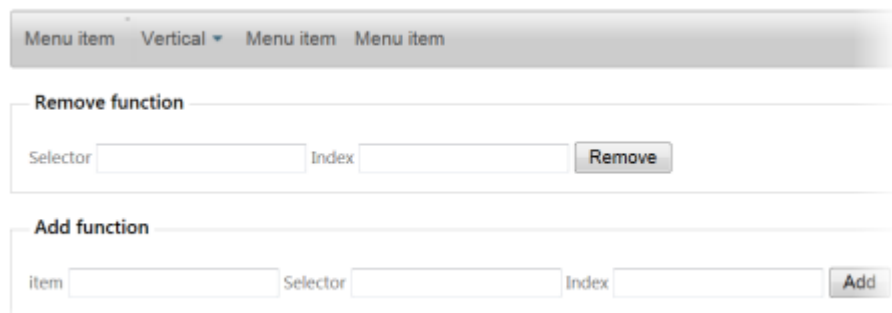 Menu item Vertical Menu item Menu item
Remove function
Selector Index Remove
Add function
item Selector Index Add